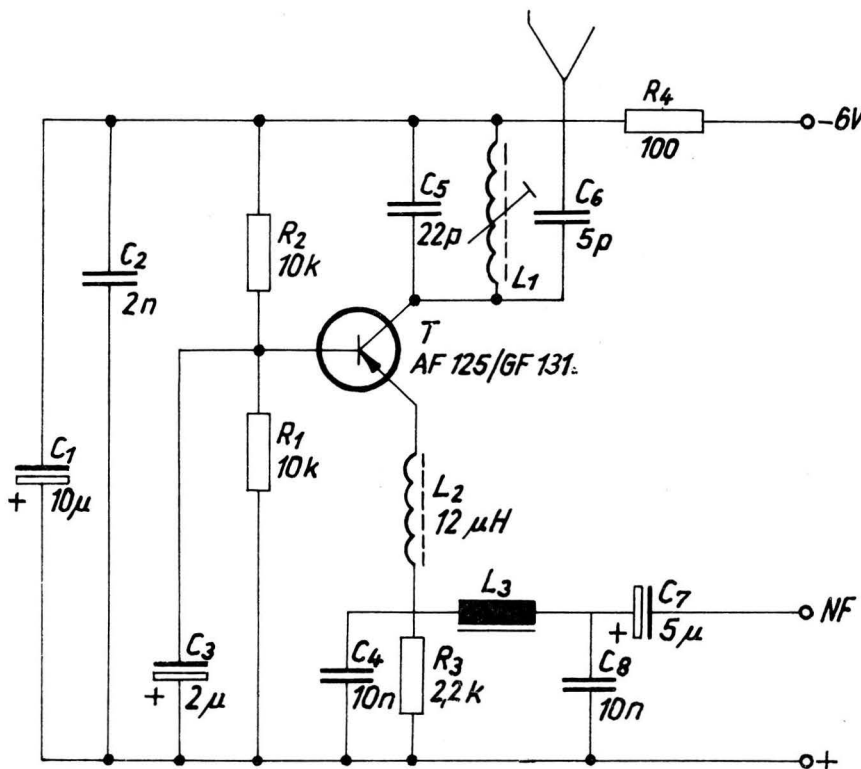 R4
100
-6V
C5
22p
C6
5p
L1
R2
10k
C2
2n
T
AF 125/GF 131
C1
+ 10μ
R1
10k
L2
12 μH
L3
C7
+ 5μ
NF
C3
+ 2μ
C4
10n
R3
2,2k
C8
10n
+